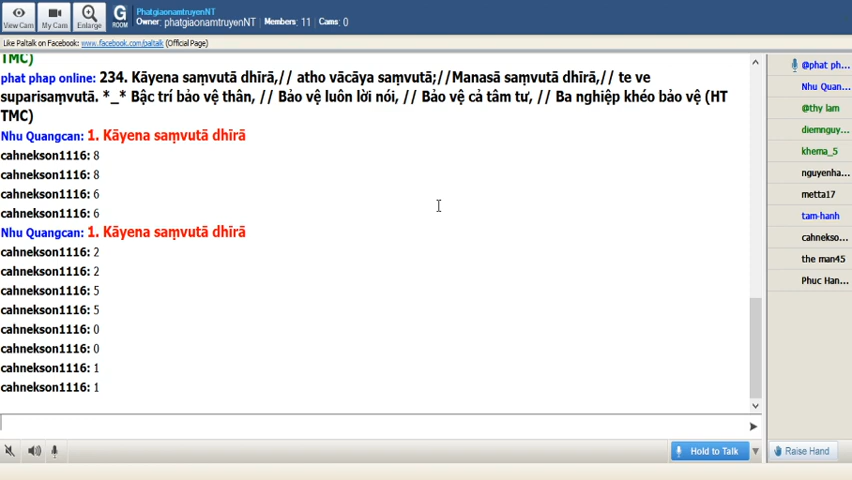 PhatgiaonamtruyenNT
Owner: phatgiaonamtruyenNT Members: 11 Cams: 0
View Cam
My Cam
Enlarge
G
ROOM
Like Paltalk on Facebook: www.facebook.com/paltalk (Official Page)
TMC)
phat phap online: 234. Kāyena saṃvutā dhīrā,// atho vācāya saṃvutā;//Manasā saṃvutā dhīrā,// te ve
suparisaṃvutā. *_* Bậc trí bảo vệ thân, // Bảo vệ luôn lời nói, // Bảo vệ cả tâm tư, // Ba nghiệp khéo bảo vệ (HT
TMC)
Nhu Quangcan: 1. Kāyena saṃvutā dhīrā
cahnekson1116: 8
cahnekson1116: 8
cahnekson1116: 6
cahnekson1116: 6
Nhu Quangcan: 1. Kāyena saṃvutā dhīrā
cahnekson1116: 2
cahnekson1116: 2
cahnekson1116: 5
cahnekson1116: 5
cahnekson1116: 0
cahnekson1116: 0
cahnekson1116: 1
cahnekson1116: 1
@phat ph...
Nhu Quan...
@thy lam
diemnguy...
khema_5
nguyenha...
metta17
tam-hanh
cahnekso...
the man45
Phuc Han...
Hold to Talk
Raise Hand